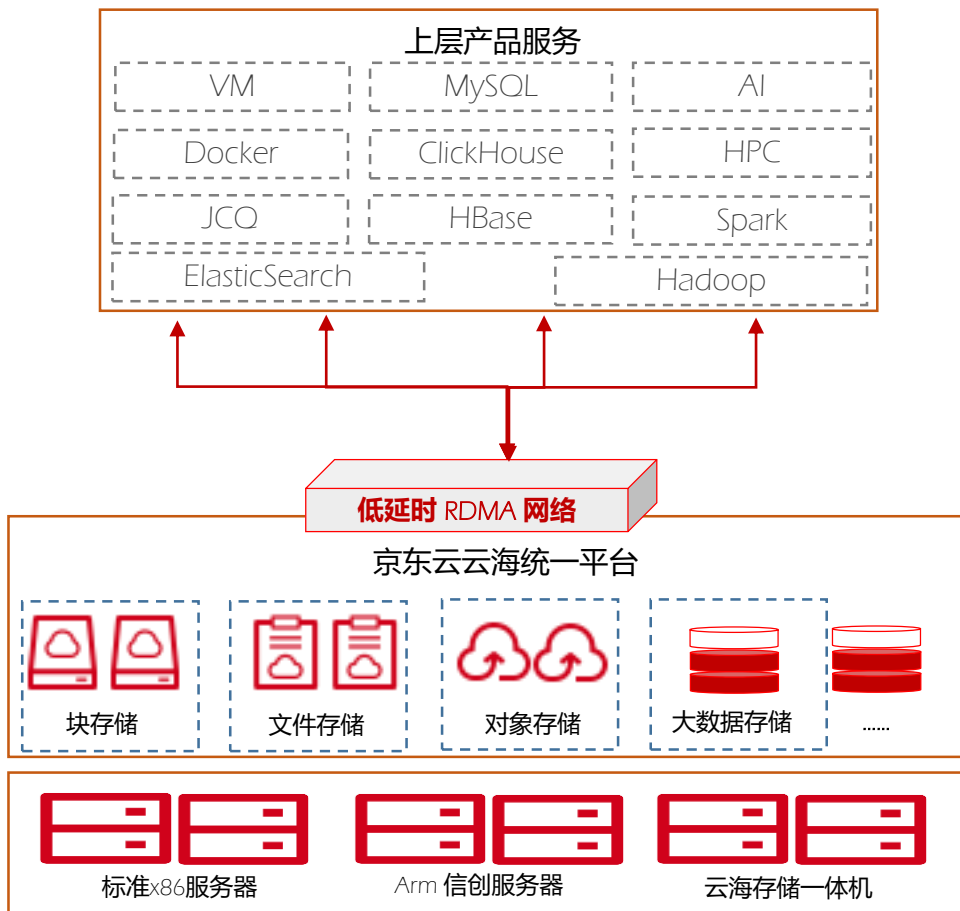 上层产品服务
VM
MySQL
AI
Docker
ClickHouse
HPC
JCQ
HBase
Spark
ElasticSearch
Hadoop
低延时 RDMA 网络
京东云云海统一平台
块存储
文件存储
对象存储
大数据存储
......
标准x86服务器
Arm 信创服务器
云海存储一体机